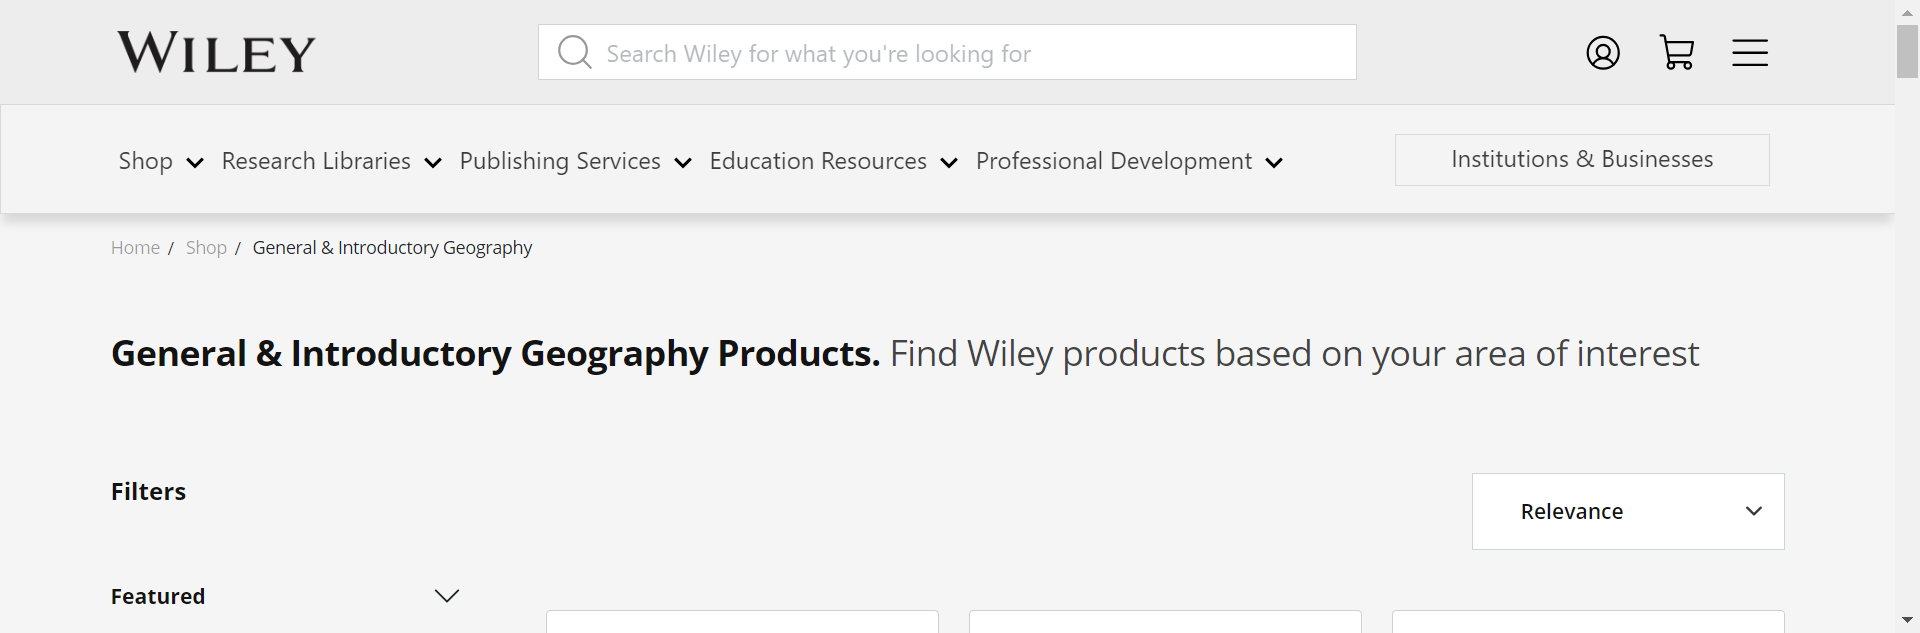 WILEY
Search Wiley for what you're looking for
Shop Research Libraries Publishing Services Education Resources Professional Development Institutions & Businesses
Home / Shop / General & Introductory Geography
General & Introductory Geography Products. Find Wiley products based on your area of interest
Filters
Relevance
Featured